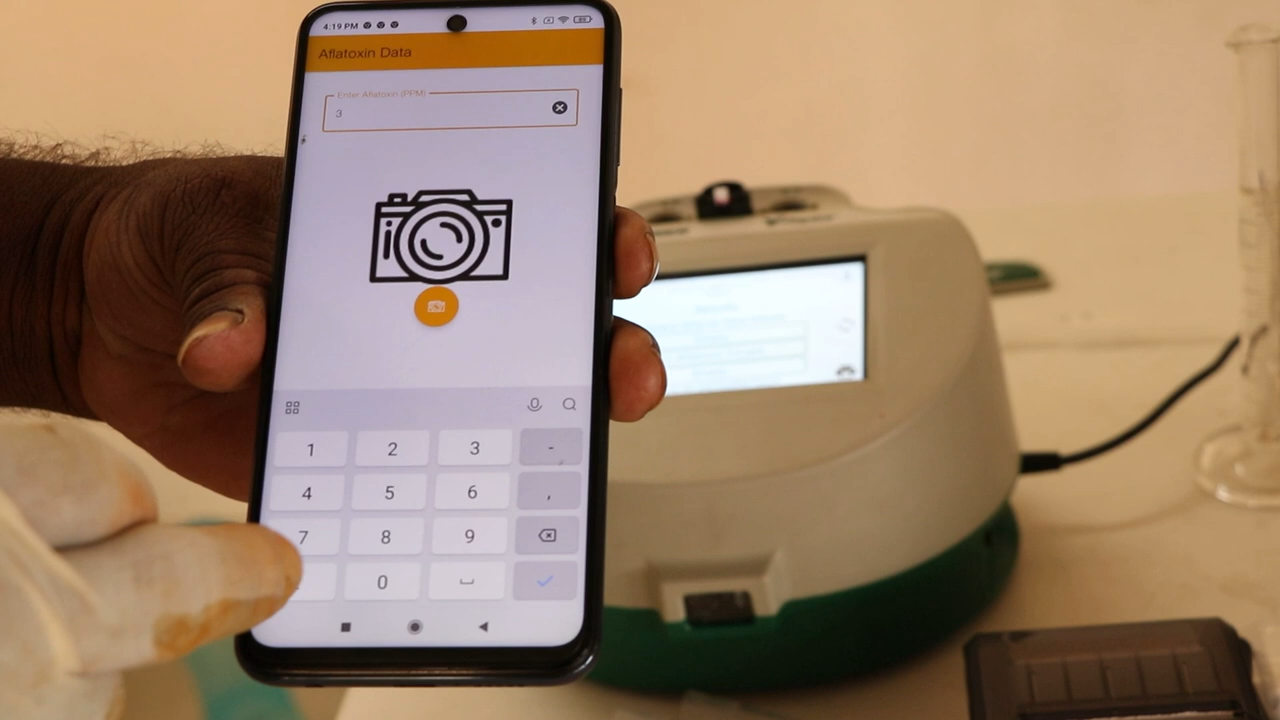 4:19 PM
Aflatoxin Data
Enter Aflatoxin (PPM)
3
1 2 3 -
4 5 6 ,
7 8 9
0